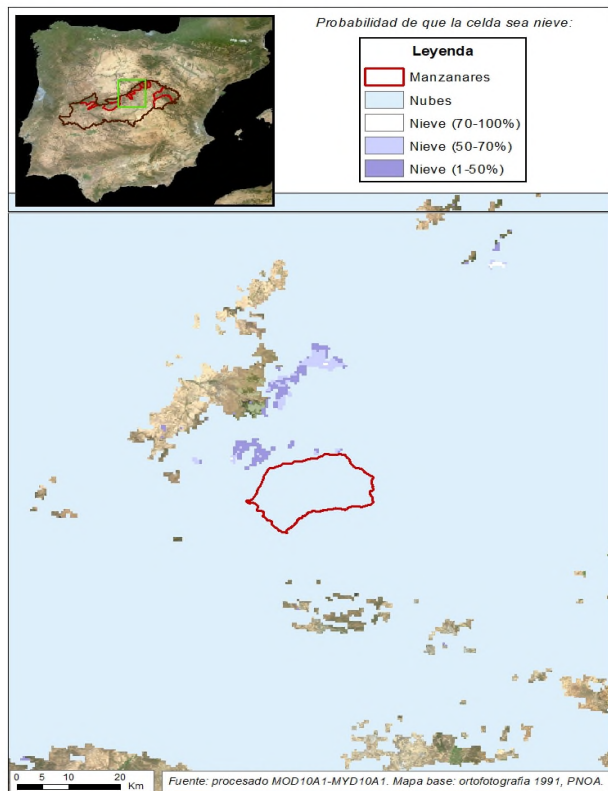 Probabilidad de que la celda sea nieve:
Leyenda
Manzanares
Nubes
Nieve (70-100%)
Nieve (50-70%)
Nieve (1-50%)
0 5 10 20
Km
Fuente: procesado MOD10A1-MYD10A1. Mapa base: ortofotografia 1991, PNOA.